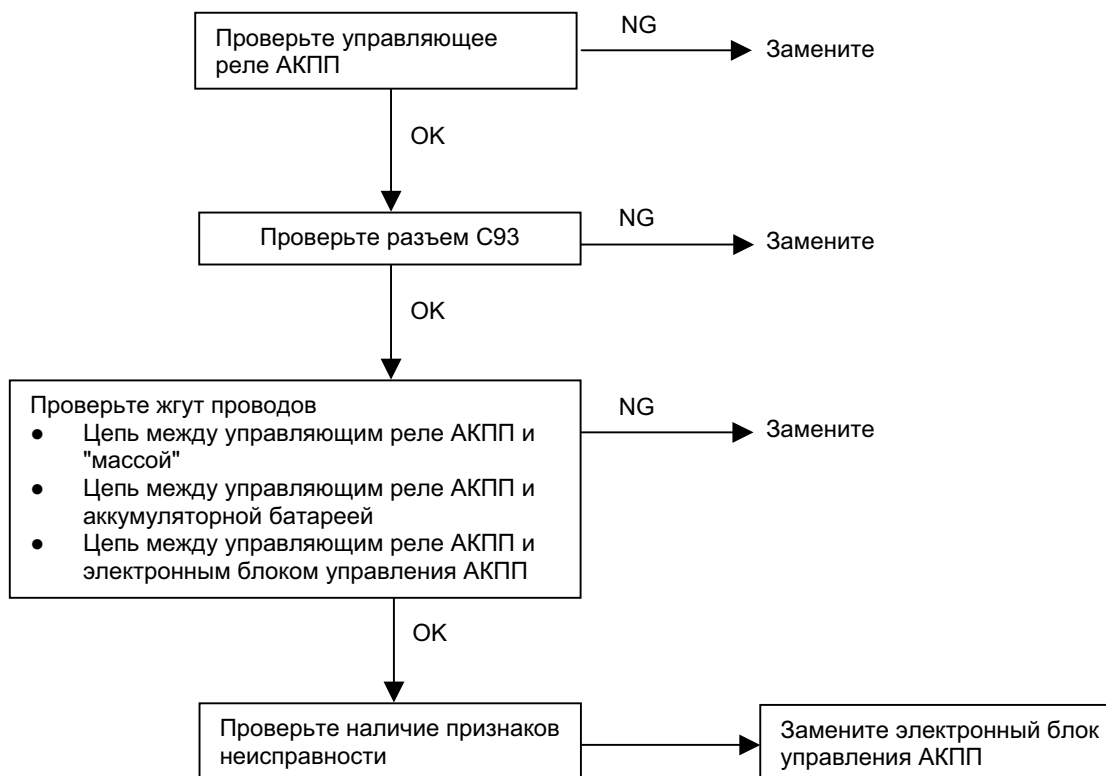 Проверьте управляющее
реле АКПП
NG
Замените
OK
Проверьте разъем C93
NG
Замените
OK
Проверьте жгут проводов
● Цепь между управляющим реле АКПП и
"массой"
● Цепь между управляющим реле АКПП и
аккумуляторной батареей
● Цепь между управляющим реле АКПП и
электронным блоком управления АКПП
NG
Замените
OK
Проверьте наличие признаков
неисправности
Замените электронный блок
управления АКПП